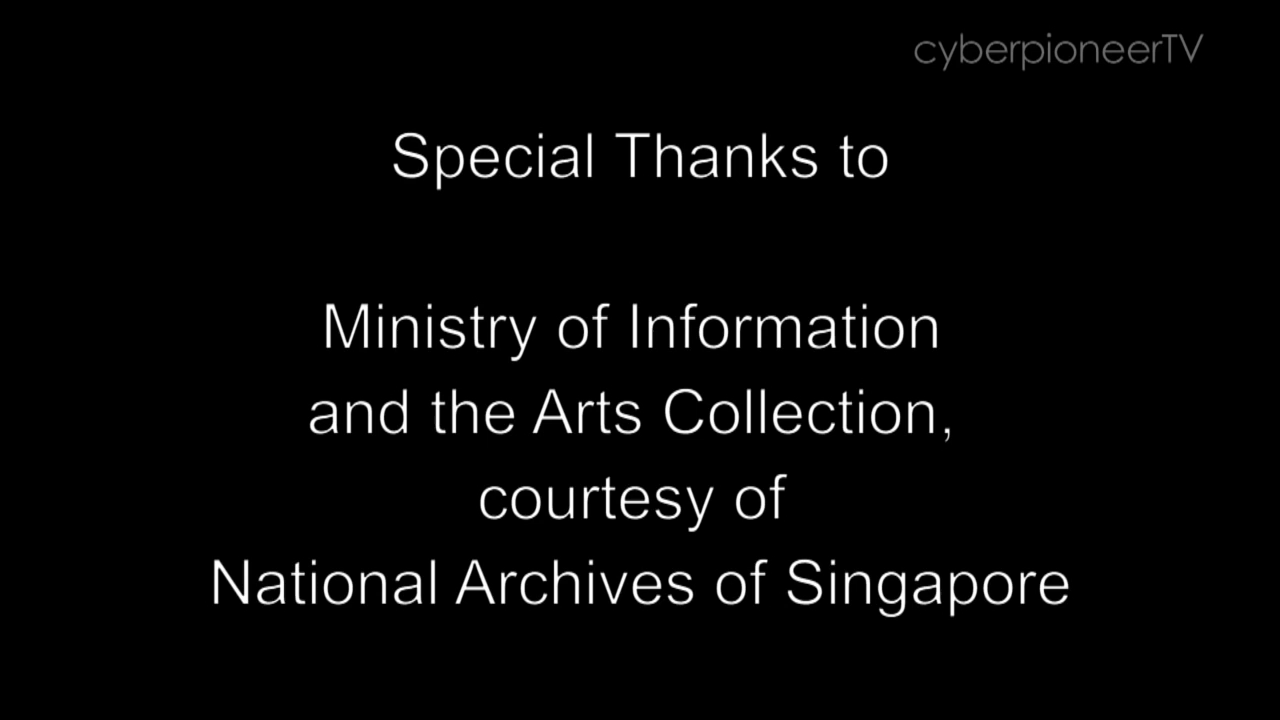 cyberpioneerTV
Special Thanks to
Ministry of Information
and the Arts Collection,
courtesy of
National Archives of Singapore